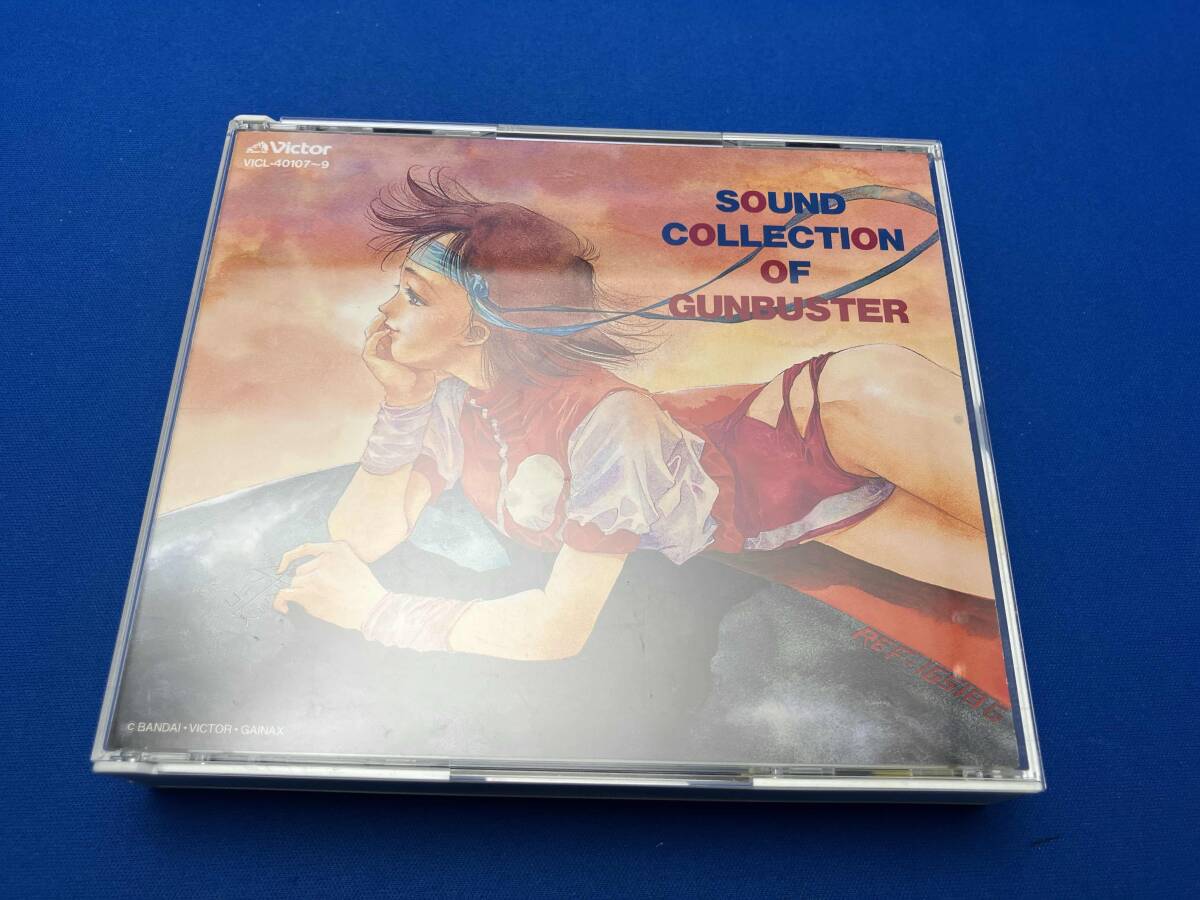 Victor
VICL-40107~9
SOUND
COLLECTION
OF
GUNBUSTER
C BANDAI・VICTOR・GAINAX